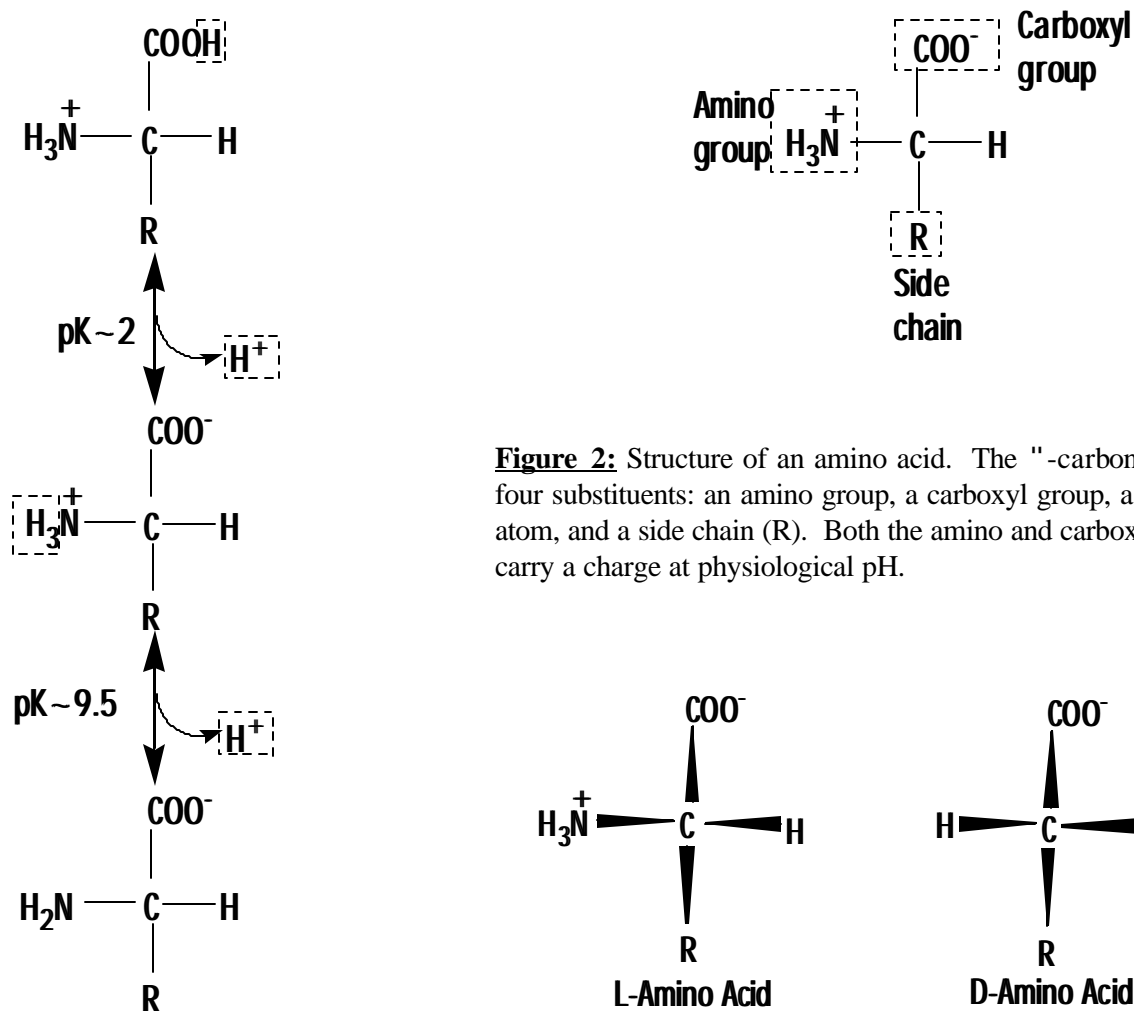 COOH
+
H₃N—C—H
R
pK~2
H⁺
COO⁻
+
H₃N—C—H
R
pK~9.5
H⁺
COO⁻
H₂N—C—H
R
COO⁻
Carboxyl
group
Amino
group
+
H₃N—C—H
R
Side
chain
Figure 2: Structure of an amino acid. The "-carbon
four substituents: an amino group, a carboxyl group, a
atom, and a side chain (R). Both the amino and carbox
carry a charge at physiological pH.
COO⁻
+
H₃N C H
R
L-Amino Acid
COO⁻
H C
R
D-Amino Acid